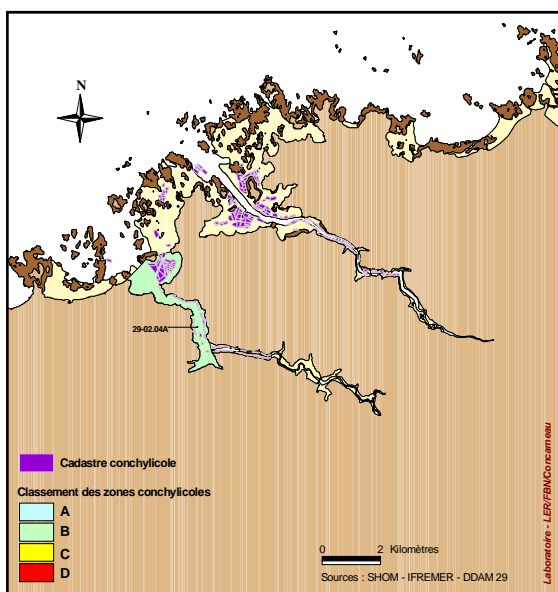 N
29-02.04A
Cadastre conchylicole
Classement des zones conchylicoles
A
B
C
D
0 2 Kilomètres
Sources : SHOM - IFREMER - DDAM 29
Laboratoire - LER/FBN/Concarneau